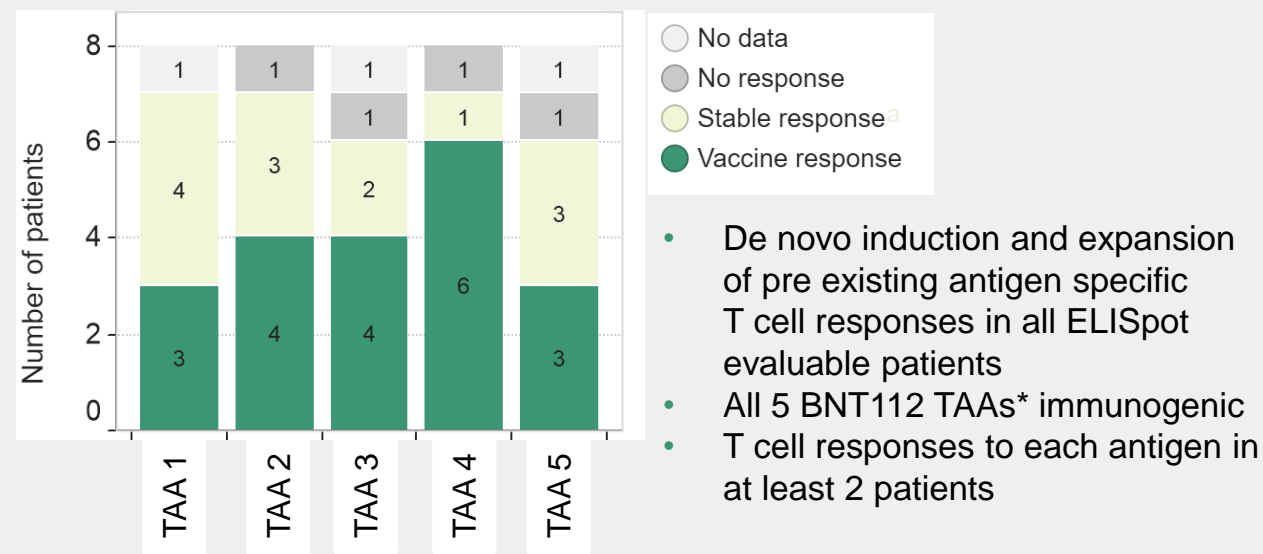 8
6
4
2
0
Number of patients
1
4
3
1
3
4
1
1
2
4
1
1
6
1
1
3
3
TAA 1
TAA 2
TAA 3
TAA 4
TAA 5
No data
No response
Stable responseᵃ
Vaccine response
• De novo induction and expansion
of pre existing antigen specific
T cell responses in all ELISpot
evaluable patients
• All 5 BNT112 TAAs* immunogenic
• T cell responses to each antigen in
at least 2 patients